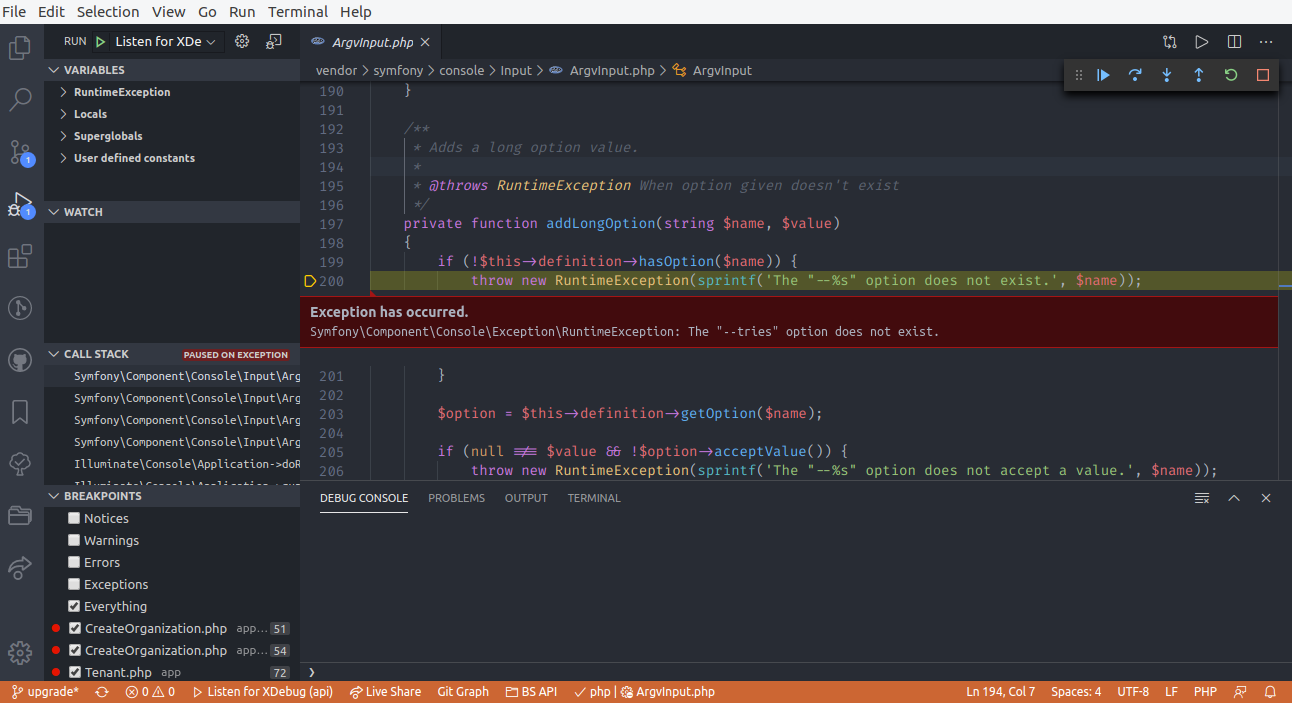 File Edit Selection View Go Run Terminal Help
RUN Listen for XDe
ArgvInput.php
vendor > symfony > console > Input > ArgvInput.php > ArgvInput
VARIABLES
RuntimeException
Locals
Superglobals
User defined constants
WATCH
CALL STACK PAUSED ON EXCEPTION
Symfony\Component\Console\Input\Arg
Symfony\Component\Console\Input\Arg
Symfony\Component\Console\Input\Arg
Symfony\Component\Console\Input\Arg
Illuminate\Console\Application->doR
BREAKPOINTS
Notices
Warnings
Errors
Exceptions
Everything
CreateOrganization.php app... 51
CreateOrganization.php app... 54
Tenant.php app 72
1
1
190 }
191
192 /**
193 * Adds a long option value.
194 *
195 * @throws RuntimeException When option given doesn't exist
196 */
197 private function addLongOption(string $name, $value)
198 {
199 if (!$this->definition->hasOption($name)) {
200 throw new RuntimeException(sprintf('The "--%s" option does not exist.', $name));
Exception has occurred.
Symfony\Component\Console\Exception\RuntimeException: The "--tries" option does not exist.
201 }
202
203 $option = $this->definition->getOption($name);
204
205 if (null !== $value && !$option->acceptValue()) {
206 throw new RuntimeException(sprintf('The "--%s" option does not accept a value.', $name));
DEBUG CONSOLE PROBLEMS OUTPUT TERMINAL
upgrade* 0 0 Listen for XDebug (api) Live Share Git Graph BS API php | ArgvInput.php Ln 194, Col 7 Spaces: 4 UTF-8 LF PHP